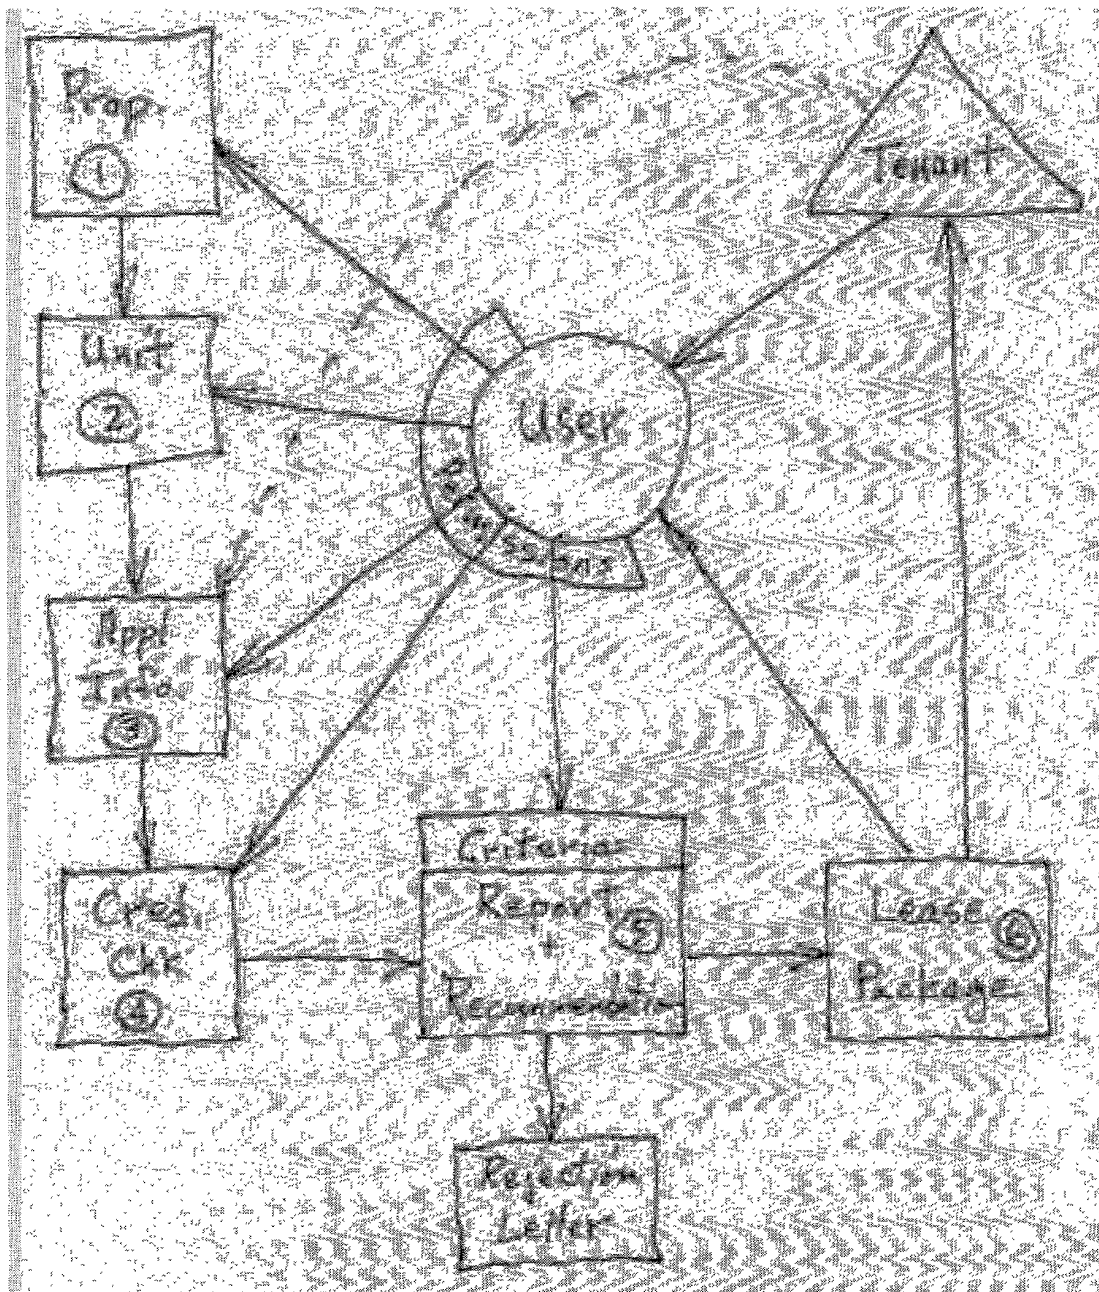 Prop.
1
Tenant
Unit
2
User
Permissions
Appl
Info.
3
Criteria
Cred.
Chk
4
Report
5
+
Recommendation
Lease
6
Package
Rejection
Letter